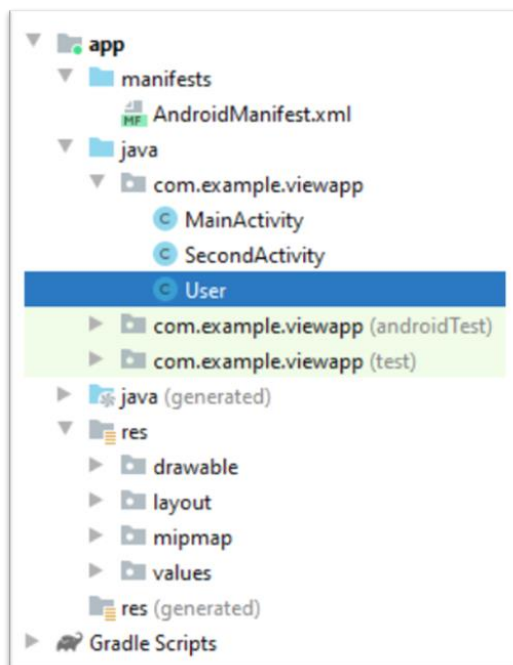 app
manifests
MF AndroidManifest.xml
java
com.example.viewapp
C MainActivity
C SecondActivity
C User
com.example.viewapp (androidTest)
com.example.viewapp (test)
java (generated)
res
drawable
layout
mipmap
values
res (generated)
Gradle Scripts